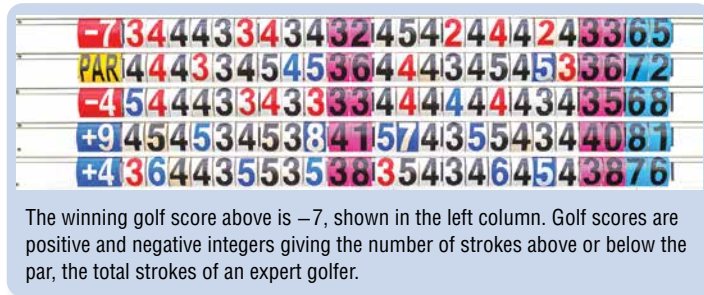 −7 3 4 4 4 3 3 4 3 4 32 4 5 4 2 4 4 4 2 4 33 65
PAR 4 4 4 3 3 4 5 4 5 36 4 4 4 3 4 5 4 5 3 36 72
−4 5 4 4 4 3 3 4 3 3 33 4 4 4 4 4 4 4 3 4 35 68
+9 4 5 4 5 3 4 5 3 8 41 5 7 4 3 5 5 4 3 4 40 81
+4 3 6 4 4 3 5 5 3 5 38 3 5 4 3 4 6 4 5 4 38 76
The winning golf score above is −7, shown in the left column. Golf scores are
positive and negative integers giving the number of strokes above or below the
par, the total strokes of an expert golfer.